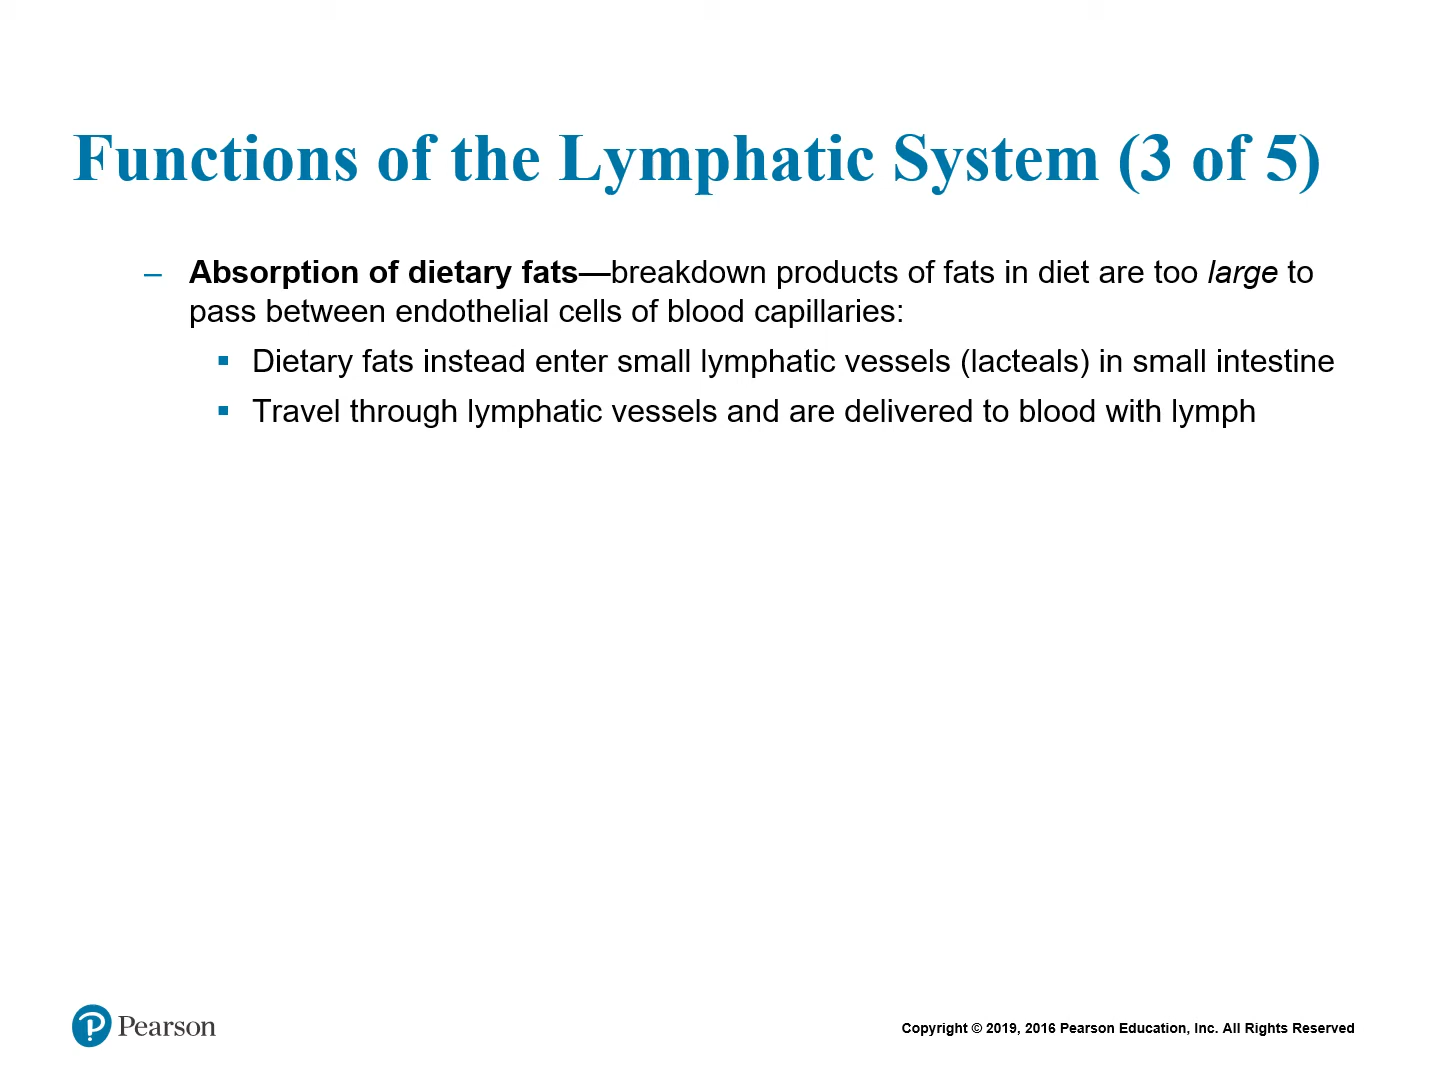 Functions of the Lymphatic System (3 of 5)
– Absorption of dietary fats—breakdown products of fats in diet are too large to
pass between endothelial cells of blood capillaries:
▪ Dietary fats instead enter small lymphatic vessels (lacteals) in small intestine
▪ Travel through lymphatic vessels and are delivered to blood with lymph
Pearson
Copyright © 2019, 2016 Pearson Education, Inc. All Rights Reserved